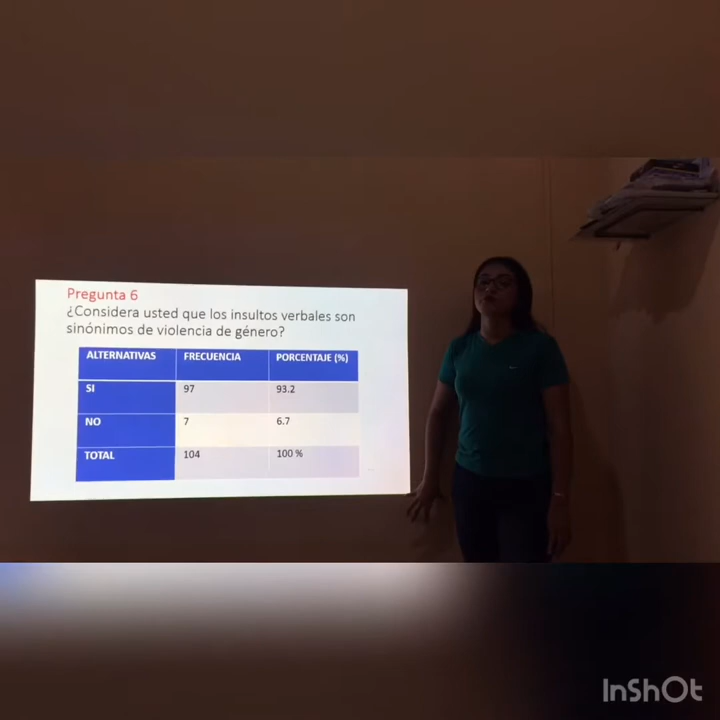 Pregunta 6
¿Considera usted que los insultos verbales son
sinónimos de violencia de género?
ALTERNATIVAS FRECUENCIA PORCENTAJE (%)
SI 97 93.2
NO 7 6.7
TOTAL 104 100 %
InShOt